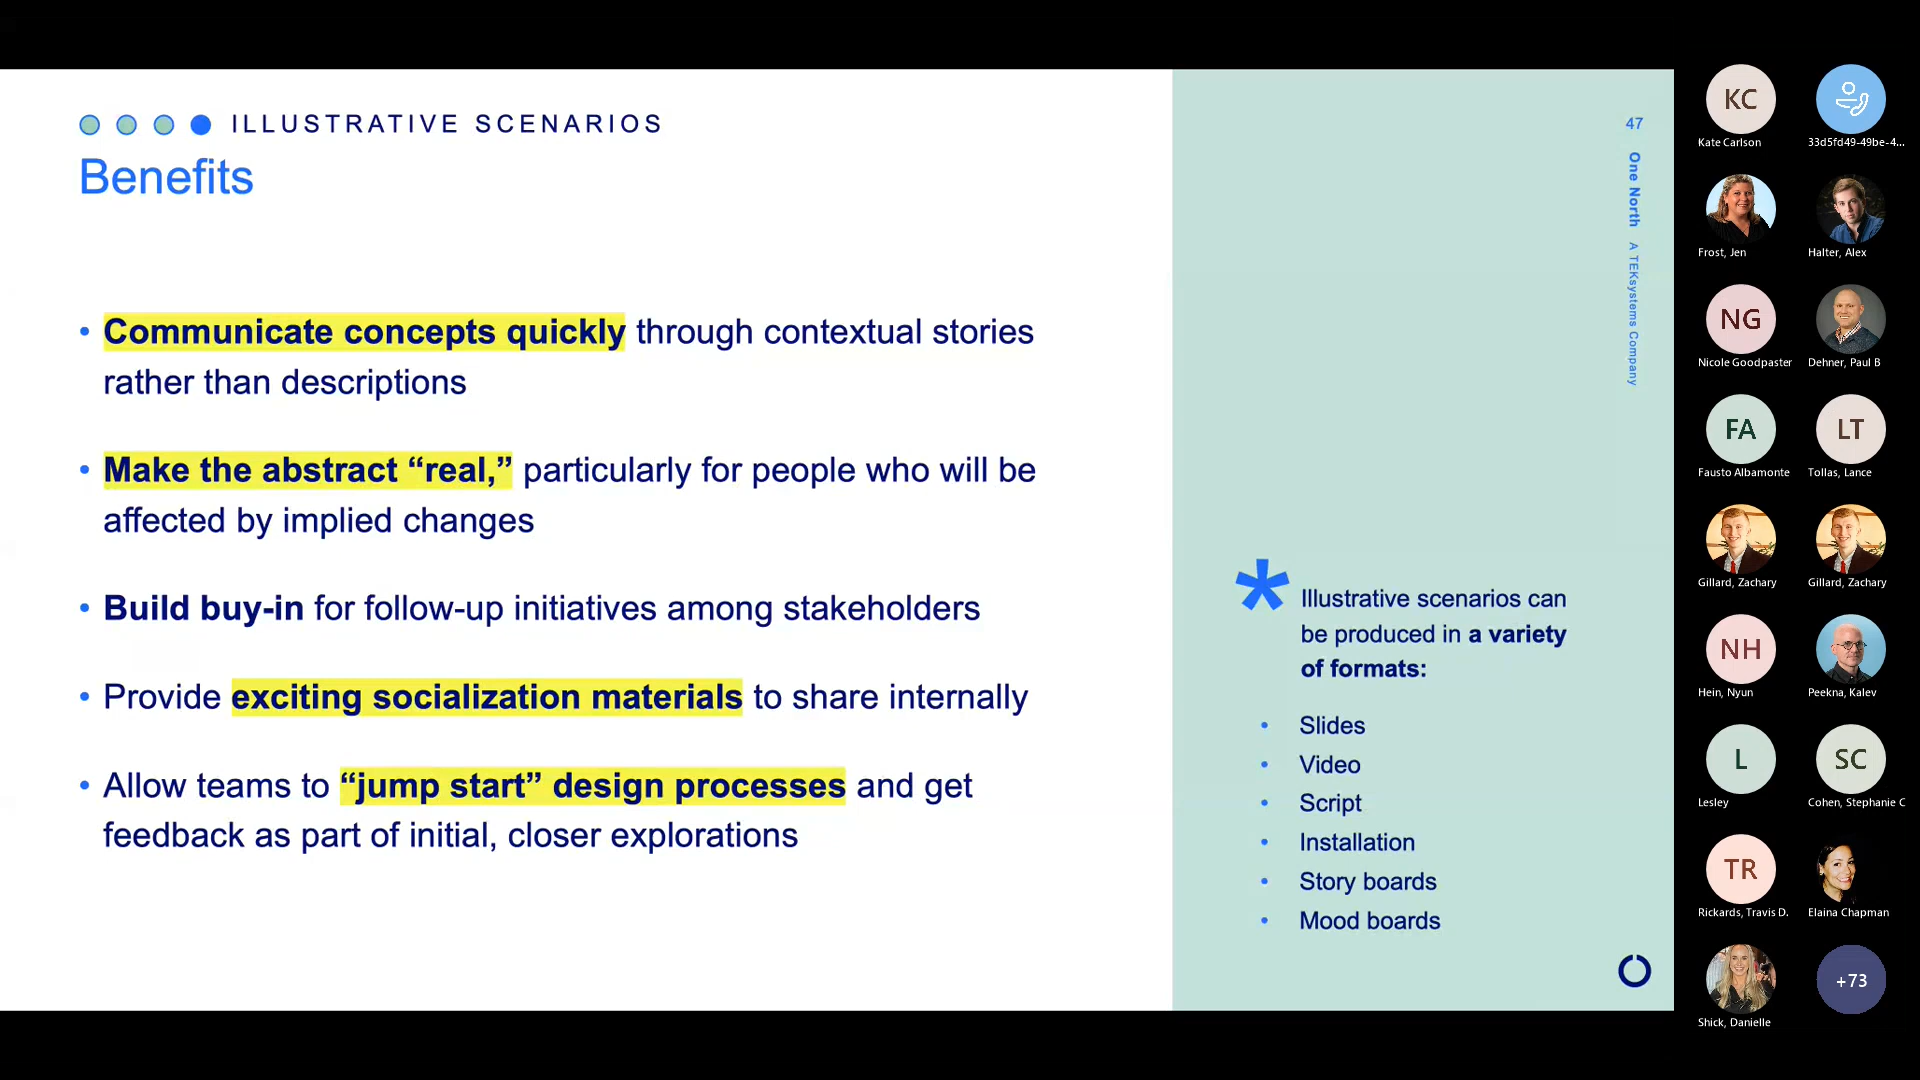 ILLUSTRATIVE SCENARIOS
Benefits
• Communicate concepts quickly through contextual stories
rather than descriptions
• Make the abstract “real,” particularly for people who will be
affected by implied changes
• Build buy-in for follow-up initiatives among stakeholders
• Provide exciting socialization materials to share internally
• Allow teams to “jump start” design processes and get
feedback as part of initial, closer explorations
47
One North A TEKsystems Company
* Illustrative scenarios can
be produced in a variety
of formats:
• Slides
• Video
• Script
• Installation
• Story boards
• Mood boards
KC
Kate Carlson
33d5fd49-49be-4...
Frost, Jen
Halter, Alex
NG
Nicole Goodpaster
Dehner, Paul B
FA
Fausto Albamonte
LT
Tollas, Lance
Gillard, Zachary
Gillard, Zachary
NH
Hein, Nyun
Peekna, Kalev
L
Lesley
SC
Cohen, Stephanie C
TR
Rickards, Travis D.
Elaina Chapman
Shick, Danielle
+73